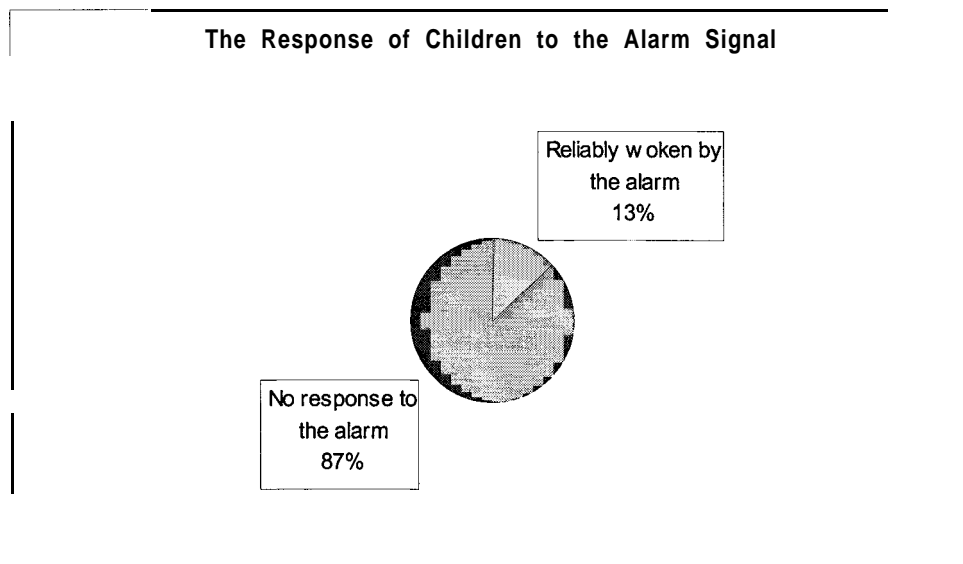 The Response of Children to the Alarm Signal
Reliably woken by
the alarm
13%
No response to
the alarm
87%